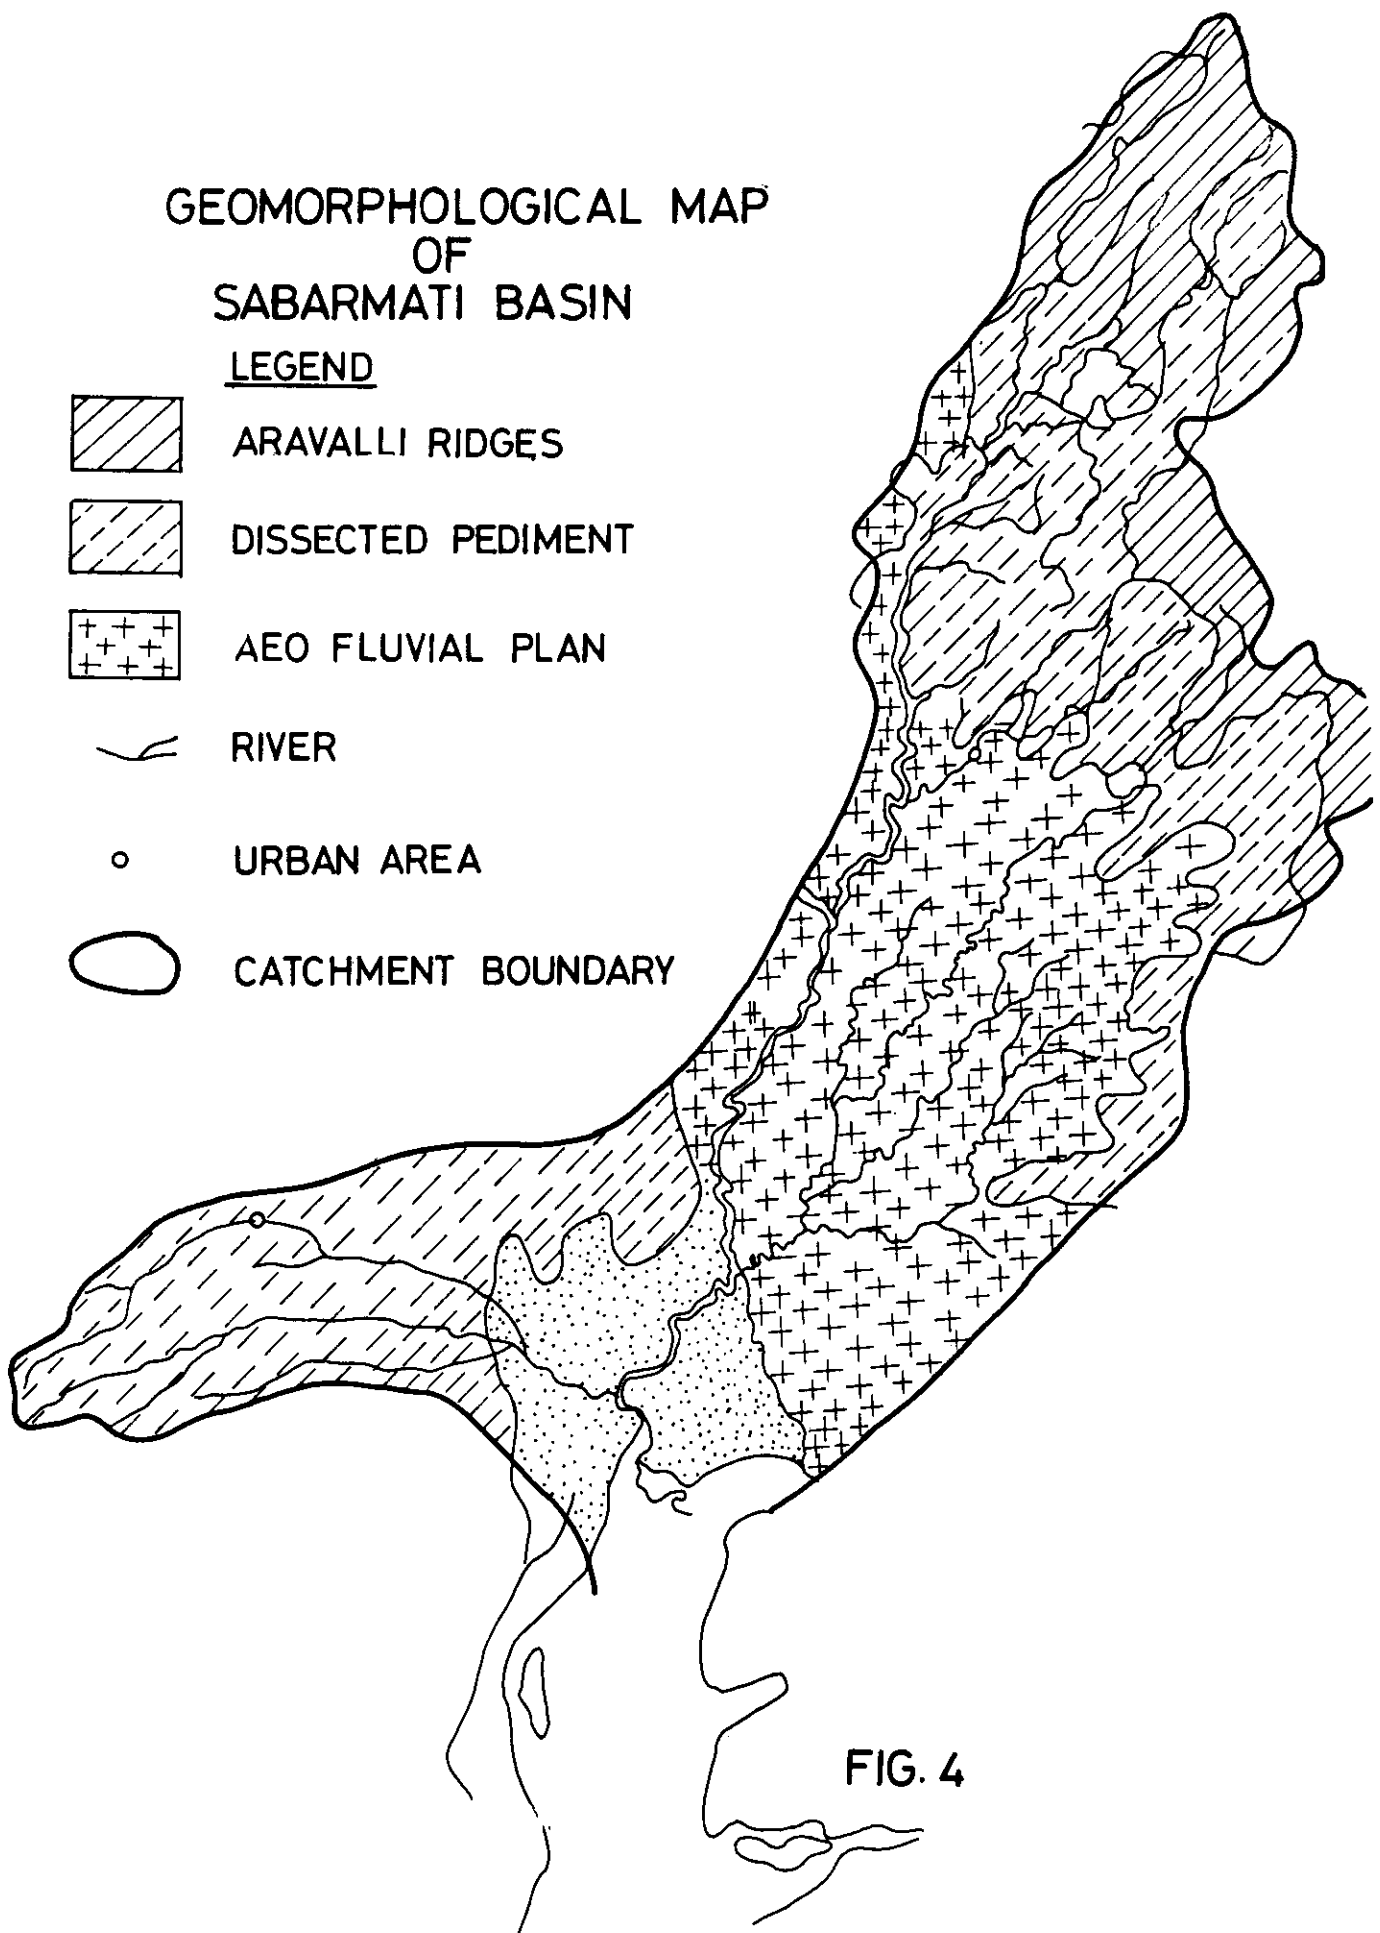 GEOMORPHOLOGICAL MAP
OF
SABARMATI BASIN
LEGEND
ARAVALLI RIDGES
DISSECTED PEDIMENT
AEO FLUVIAL PLAN
RIVER
URBAN AREA
CATCHMENT BOUNDARY
FIG. 4